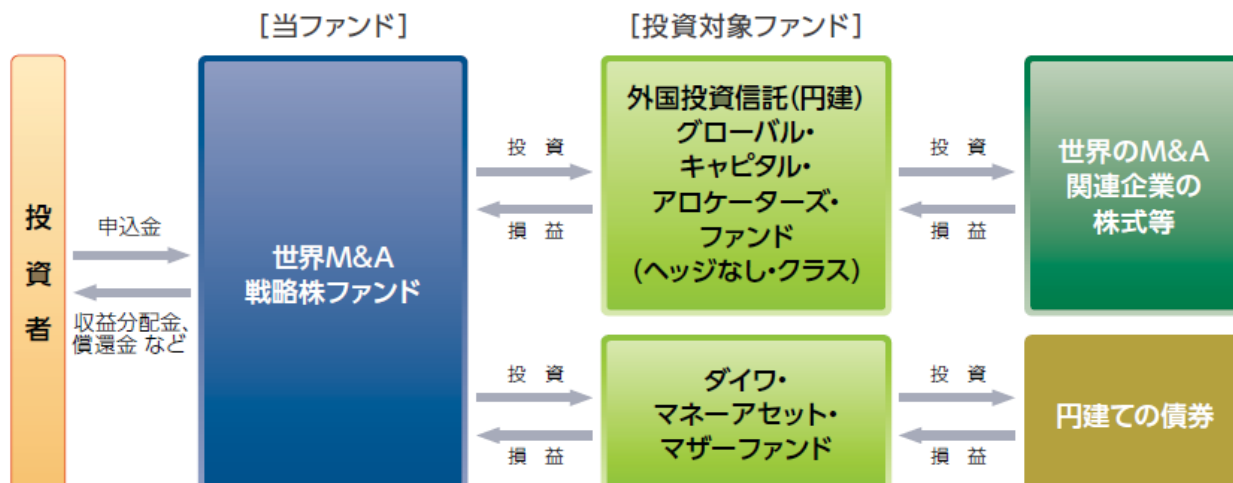 [当ファンド]
[投資対象ファンド]
投資者
申込金
収益分配金、
償還金 など
世界M&A
戦略株ファンド
投 資
損 益
外国投資信託(円建)
グローバル・
キャピタル・
アロケーターズ・
ファンド
(ヘッジなし・クラス)
投 資
損 益
世界のM&A
関連企業の
株式等
投 資
損 益
ダイワ・
マネーアセット・
マザーファンド
投 資
損 益
円建ての債券